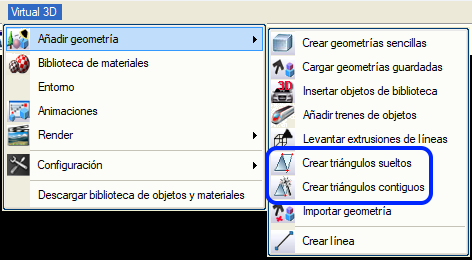 Virtual 3D
Añadir geometría
Biblioteca de materiales
Entorno
Animaciones
Render
Configuración
Descargar biblioteca de objetos y materiales
Crear geometrías sencillas
Cargar geometrías guardadas
3D
Insertar objetos de biblioteca
Añadir trenes de objetos
Levantar extrusiones de líneas
Crear triángulos sueltos
Crear triángulos contiguos
Importar geometría
Crear línea